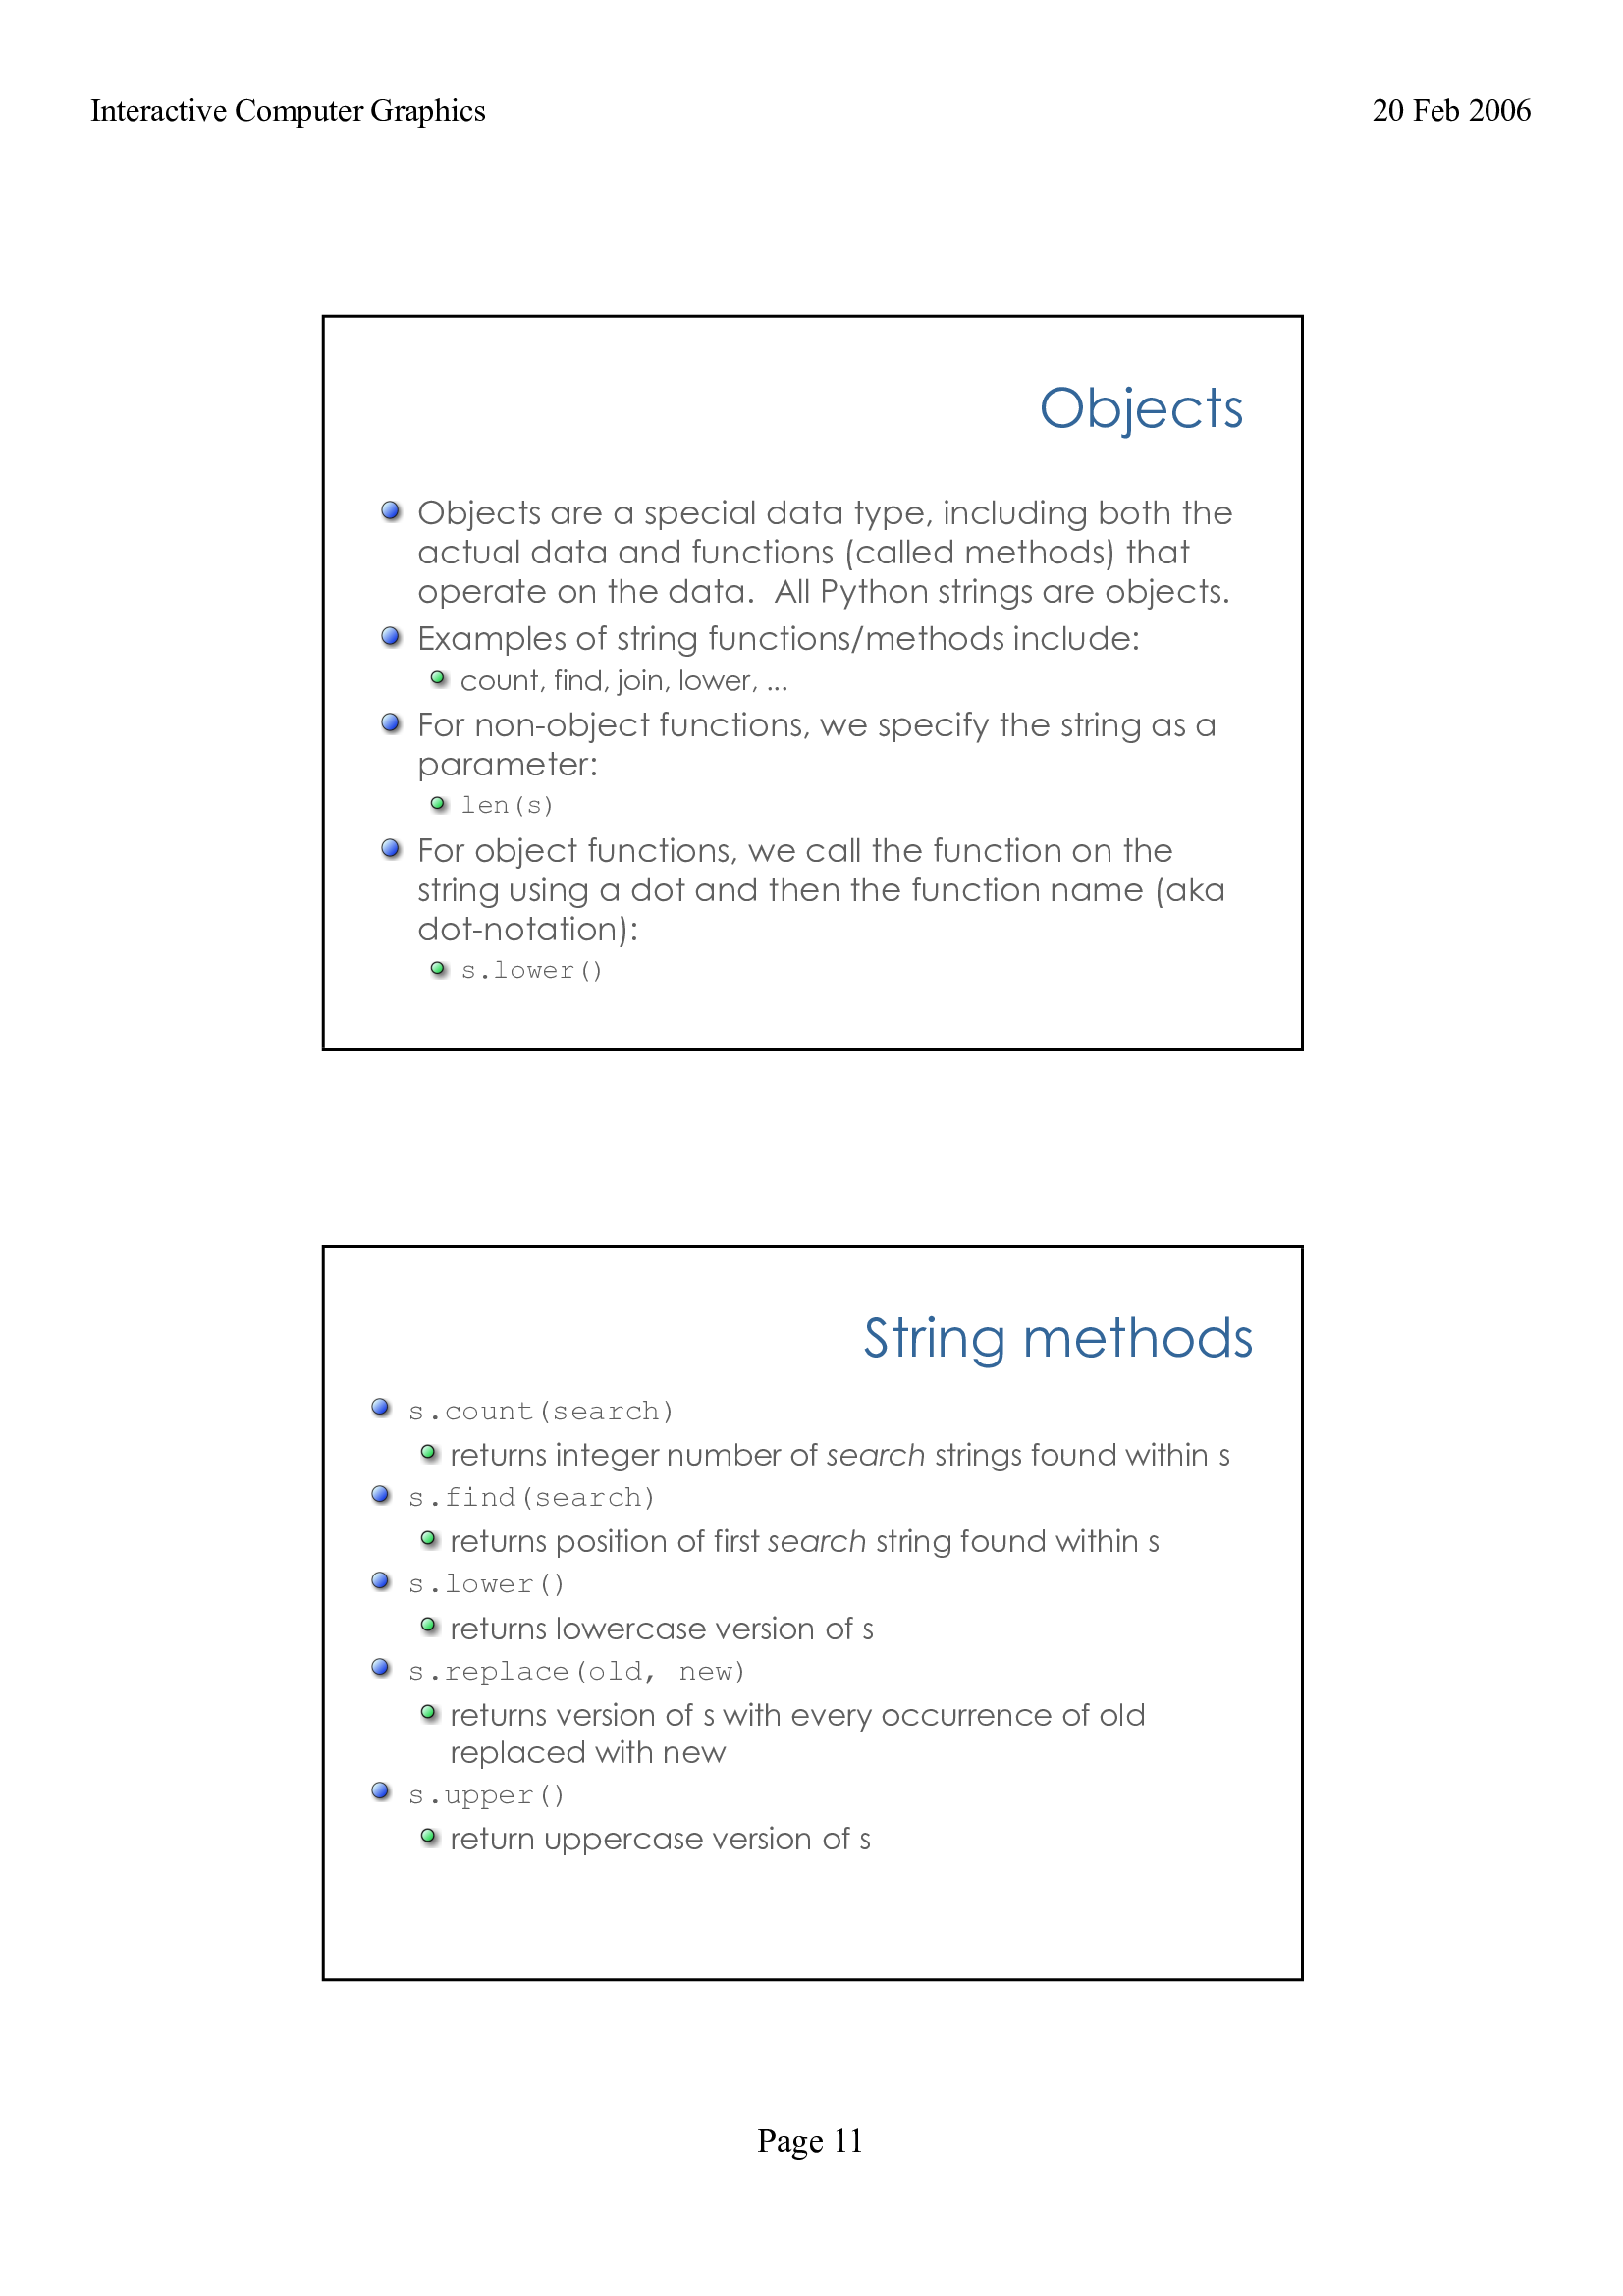 Interactive Computer Graphics
20 Feb 2006
Objects
Objects are a special data type, including both the
actual data and functions (called methods) that
operate on the data.  All Python strings are objects.
Examples of string functions/methods include:
count, find, join, lower, ...
For non-object functions, we specify the string as a
parameter:
len(s)
For object functions, we call the function on the
string using a dot and then the function name (aka
dot-notation):
s.lower()
String methods
s.count(search)
returns integer number of search strings found within s
s.find(search)
returns position of first search string found within s
s.lower()
returns lowercase version of s
s.replace(old, new)
returns version of s with every occurrence of old
replaced with new
s.upper()
return uppercase version of s
Page 11